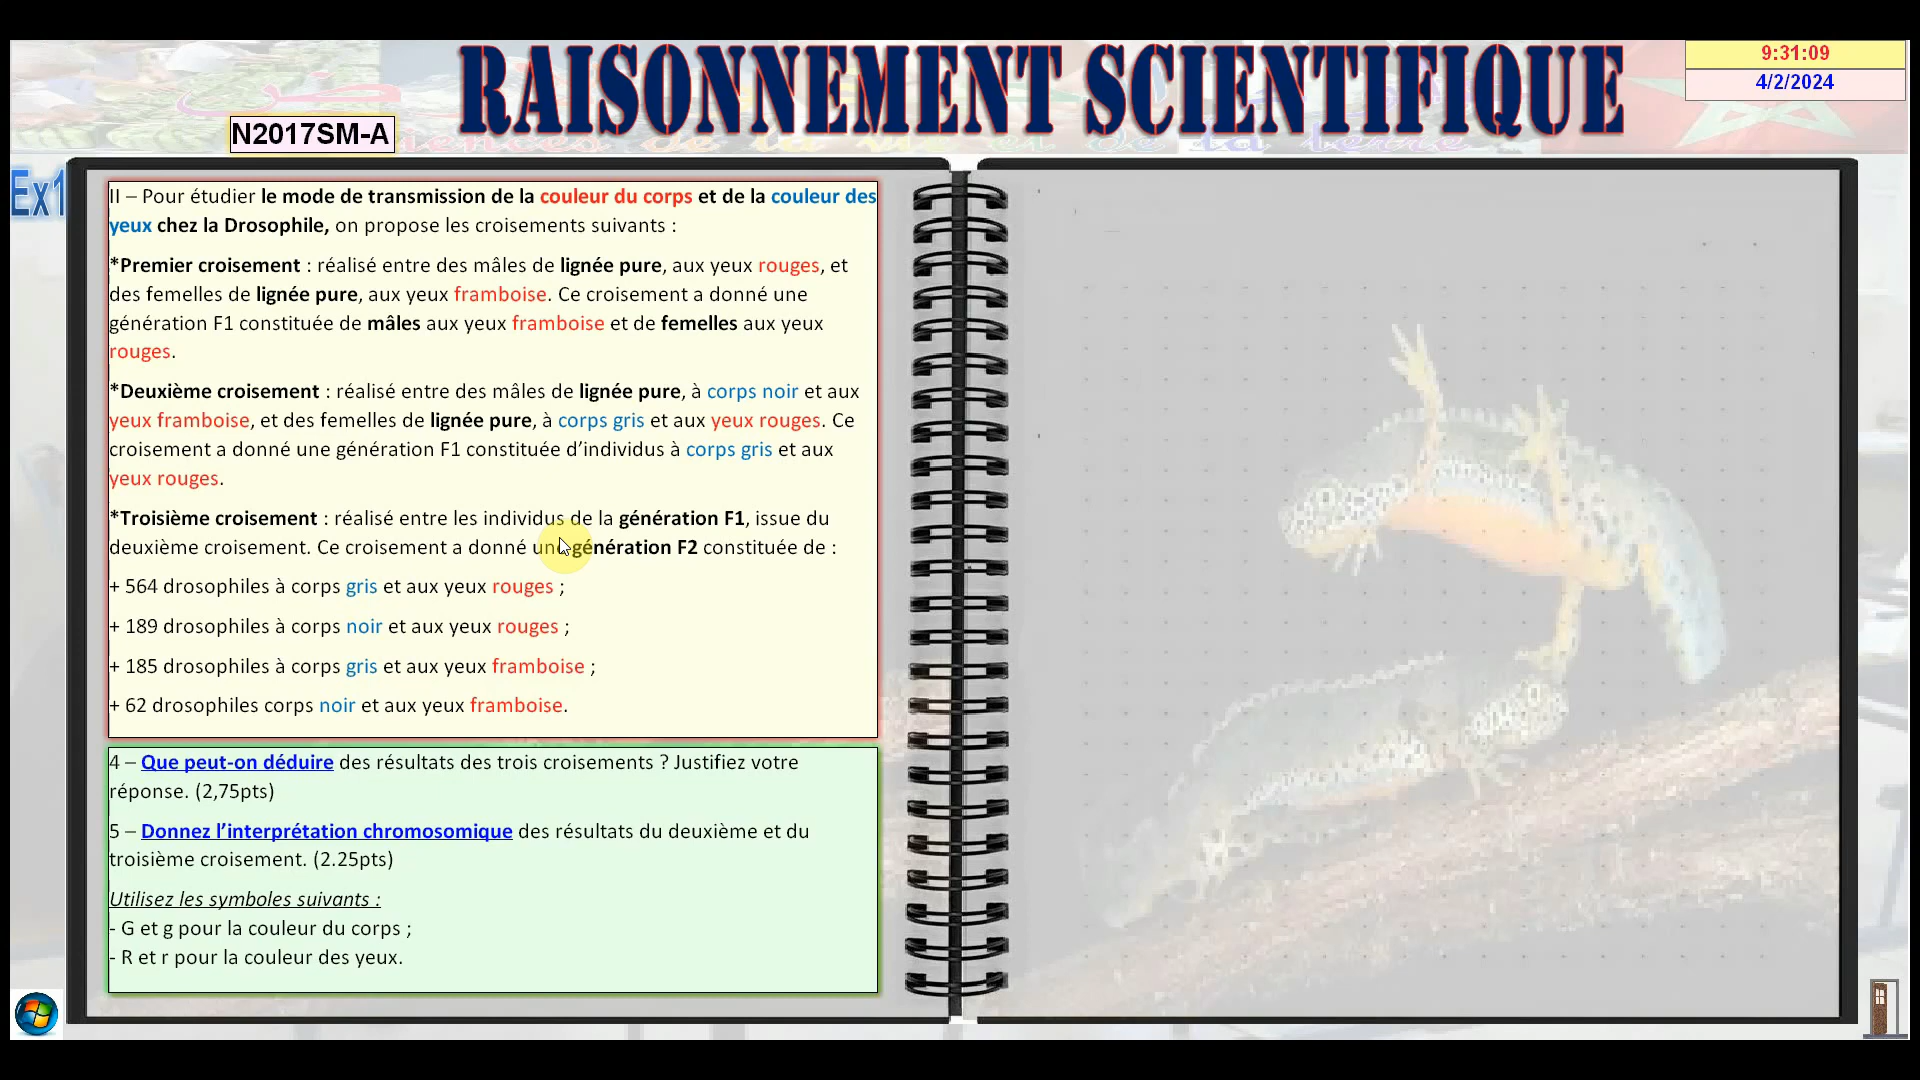 RAISONNEMENT SCIENTIFIQUE
9:31:09
4/2/2024
N2017SM-A
Ex1
II – Pour étudier le mode de transmission de la couleur du corps et de la couleur des
yeux chez la Drosophile, on propose les croisements suivants :
*Premier croisement : réalisé entre des mâles de lignée pure, aux yeux rouges, et
des femelles de lignée pure, aux yeux framboise. Ce croisement a donné une
génération F1 constituée de mâles aux yeux framboise et de femelles aux yeux
rouges.
*Deuxième croisement : réalisé entre des mâles de lignée pure, à corps noir et aux
yeux framboise, et des femelles de lignée pure, à corps gris et aux yeux rouges. Ce
croisement a donné une génération F1 constituée d’individus à corps gris et aux
yeux rouges.
*Troisième croisement : réalisé entre les individus de la génération F1, issue du
deuxième croisement. Ce croisement a donné une génération F2 constituée de :
+ 564 drosophiles à corps gris et aux yeux rouges ;
+ 189 drosophiles à corps noir et aux yeux rouges ;
+ 185 drosophiles à corps gris et aux yeux framboise ;
+ 62 drosophiles corps noir et aux yeux framboise.
4 – Que peut-on déduire des résultats des trois croisements ? Justifiez votre
réponse. (2,75pts)
5 – Donnez l’interprétation chromosomique des résultats du deuxième et du
troisième croisement. (2.25pts)
Utilisez les symboles suivants :
- G et g pour la couleur du corps ;
- R et r pour la couleur des yeux.